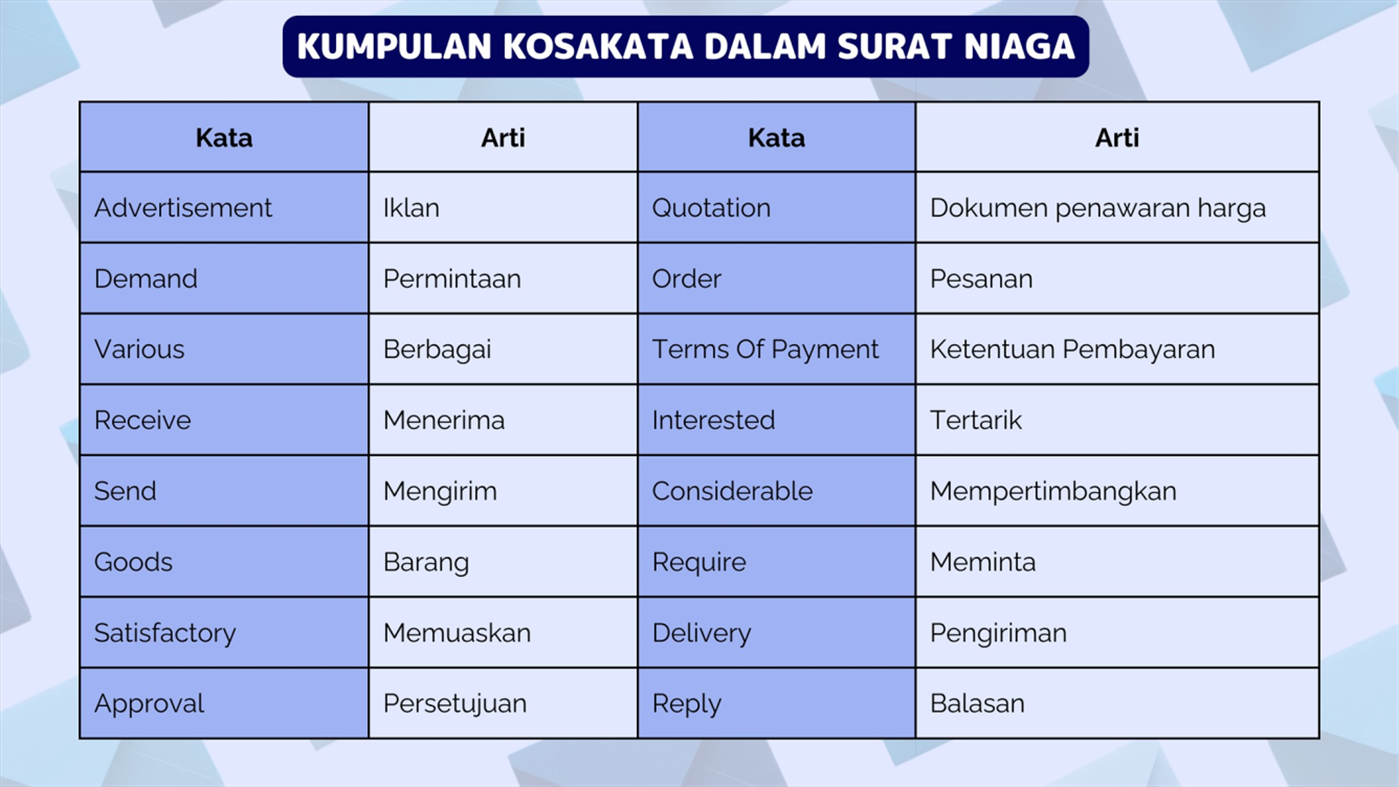 KUMPULAN KOSAKATA DALAM SURAT NIAGA
Kata Arti Kata Arti
Advertisement Iklan Quotation Dokumen penawaran harga
Demand Permintaan Order Pesanan
Various Berbagai Terms Of Payment Ketentuan Pembayaran
Receive Menerima Interested Tertarik
Send Mengirim Considerable Mempertimbangkan
Goods Barang Require Meminta
Satisfactory Memuaskan Delivery Pengiriman
Approval Persetujuan Reply Balasan